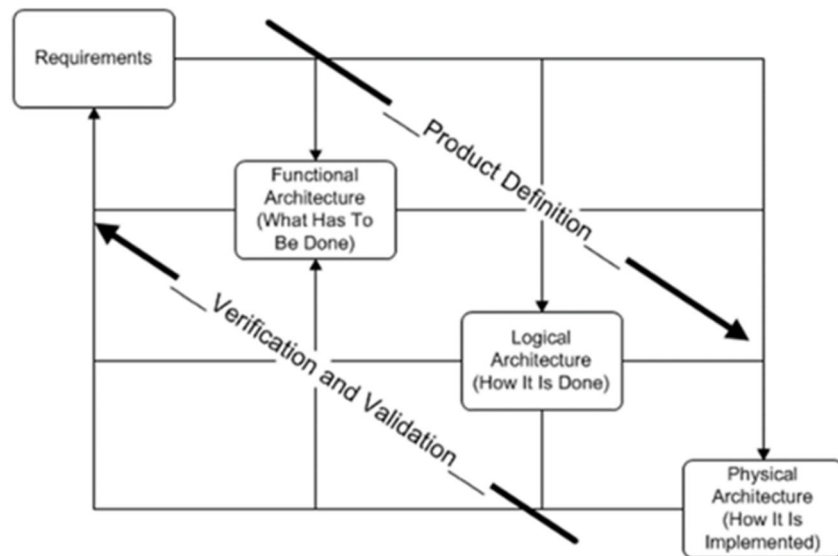 Requirements
Product Definition
Functional
Architecture
(What Has To
Be Done)
Verification and Validation
Logical
Architecture
(How It Is Done)
Physical
Architecture
(How It Is
Implemented)